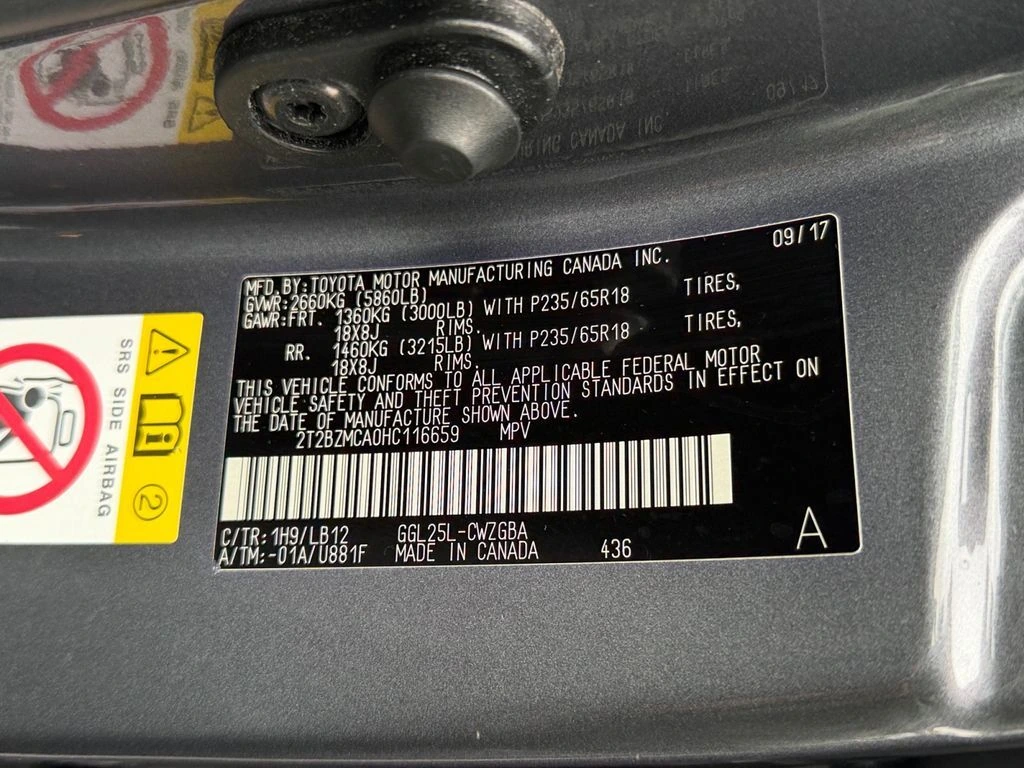 09/17
MFD. BY: TOYOTA MOTOR MANUFACTURING CANADA INC.
GVWR: 2660KG (5860LB)
GAWR: FRT. 1360KG (3000LB) WITH P235/65R18 TIRES,
18X8J RIMS.
RR. 1460KG (3215LB) WITH P235/65R18 TIRES,
18X8J RIMS.
THIS VEHICLE CONFORMS TO ALL APPLICABLE FEDERAL MOTOR
VEHICLE SAFETY AND THEFT PREVENTION STANDARDS IN EFFECT ON
THE DATE OF MANUFACTURE SHOWN ABOVE.
2T2BZMCA0HC116659 MPV
C/TR: 1H9/LB12 GGL25L-CWZGBA
A/TM: -01A/U881F MADE IN CANADA 436
A
SRS SIDE AIRBAG
2